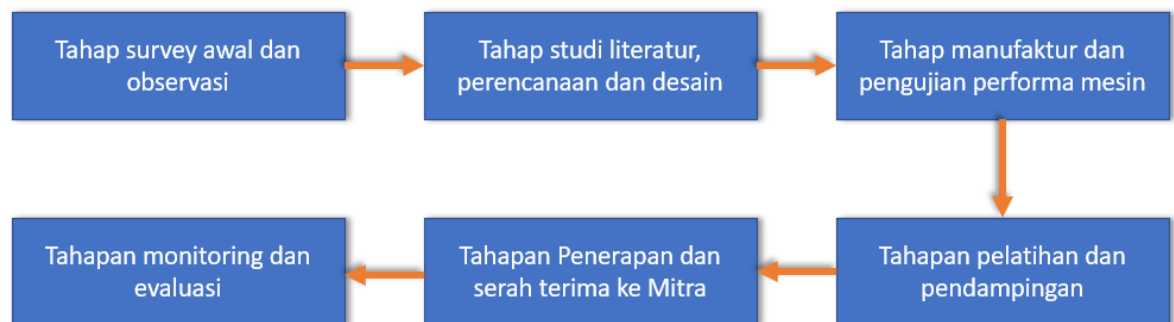 Tahap survey awal dan
observasi
Tahap studi literatur,
perencanaan dan desain
Tahap manufaktur dan
pengujian performa mesin
Tahapan pelatihan dan
pendampingan
Tahapan Penerapan dan
serah terima ke Mitra
Tahapan monitoring dan
evaluasi